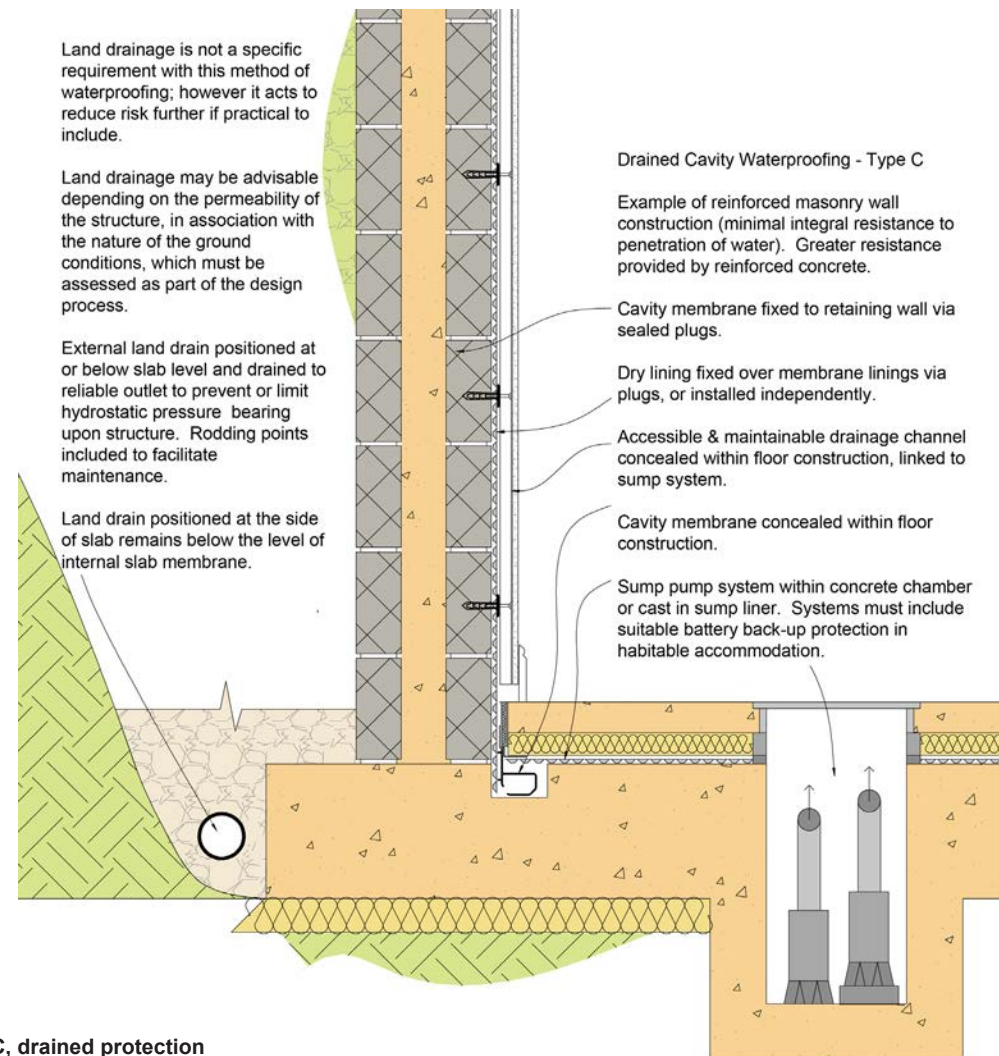 Land drainage is not a specific
requirement with this method of
waterproofing; however it acts to
reduce risk further if practical to
include.
Land drainage may be advisable
depending on the permeability of
the structure, in association with
the nature of the ground
conditions, which must be
assessed as part of the design
process.
External land drain positioned at
or below slab level and drained to
reliable outlet to prevent or limit
hydrostatic pressure bearing
upon structure. Rodding points
included to facilitate
maintenance.
Land drain positioned at the side
of slab remains below the level of
internal slab membrane.
Drained Cavity Waterproofing - Type C
Example of reinforced masonry wall
construction (minimal integral resistance to
penetration of water). Greater resistance
provided by reinforced concrete.
Cavity membrane fixed to retaining wall via
sealed plugs.
Dry lining fixed over membrane linings via
plugs, or installed independently.
Accessible & maintainable drainage channel
concealed within floor construction, linked to
sump system.
Cavity membrane concealed within floor
construction.
Sump pump system within concrete chamber
or cast in sump liner. Systems must include
suitable battery back-up protection in
habitable accommodation.
C, drained protection